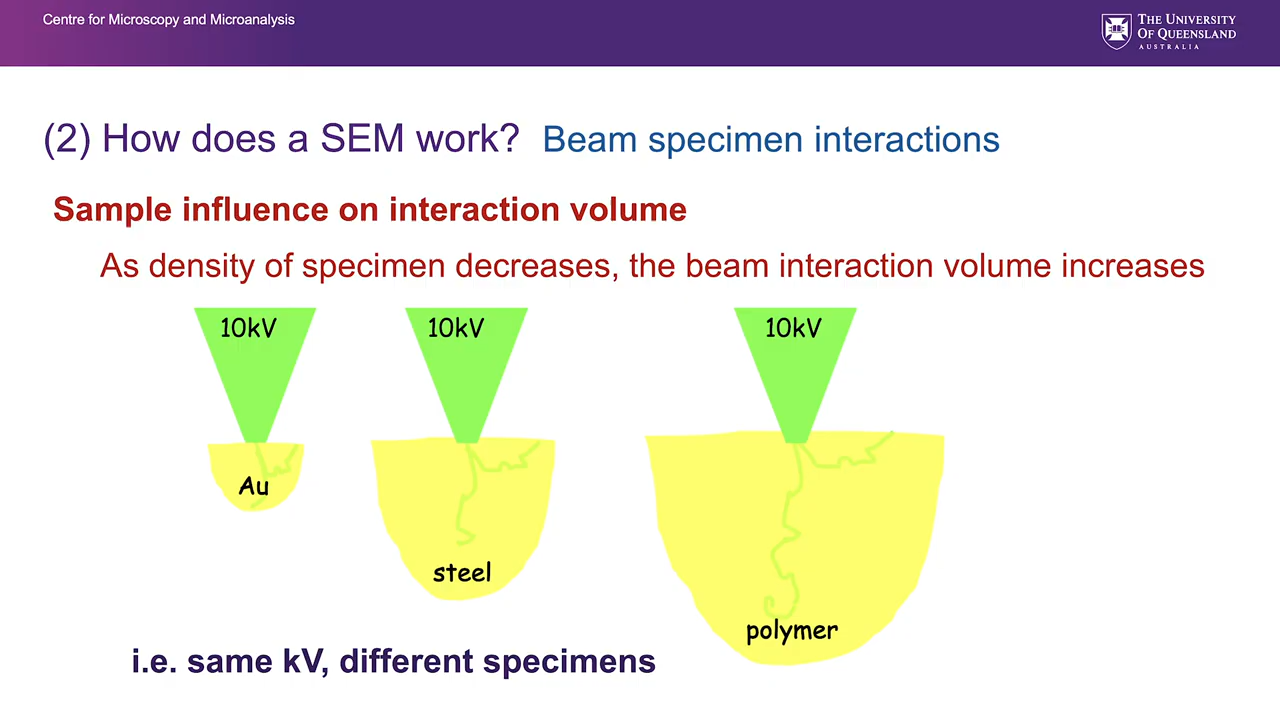 Centre for Microscopy and Microanalysis
THE UNIVERSITY
OF QUEENSLAND
AUSTRALIA
(2) How does a SEM work? Beam specimen interactions
Sample influence on interaction volume
As density of specimen decreases, the beam interaction volume increases
10kV 10kV 10kV
Au
steel
polymer
i.e. same kV, different specimens